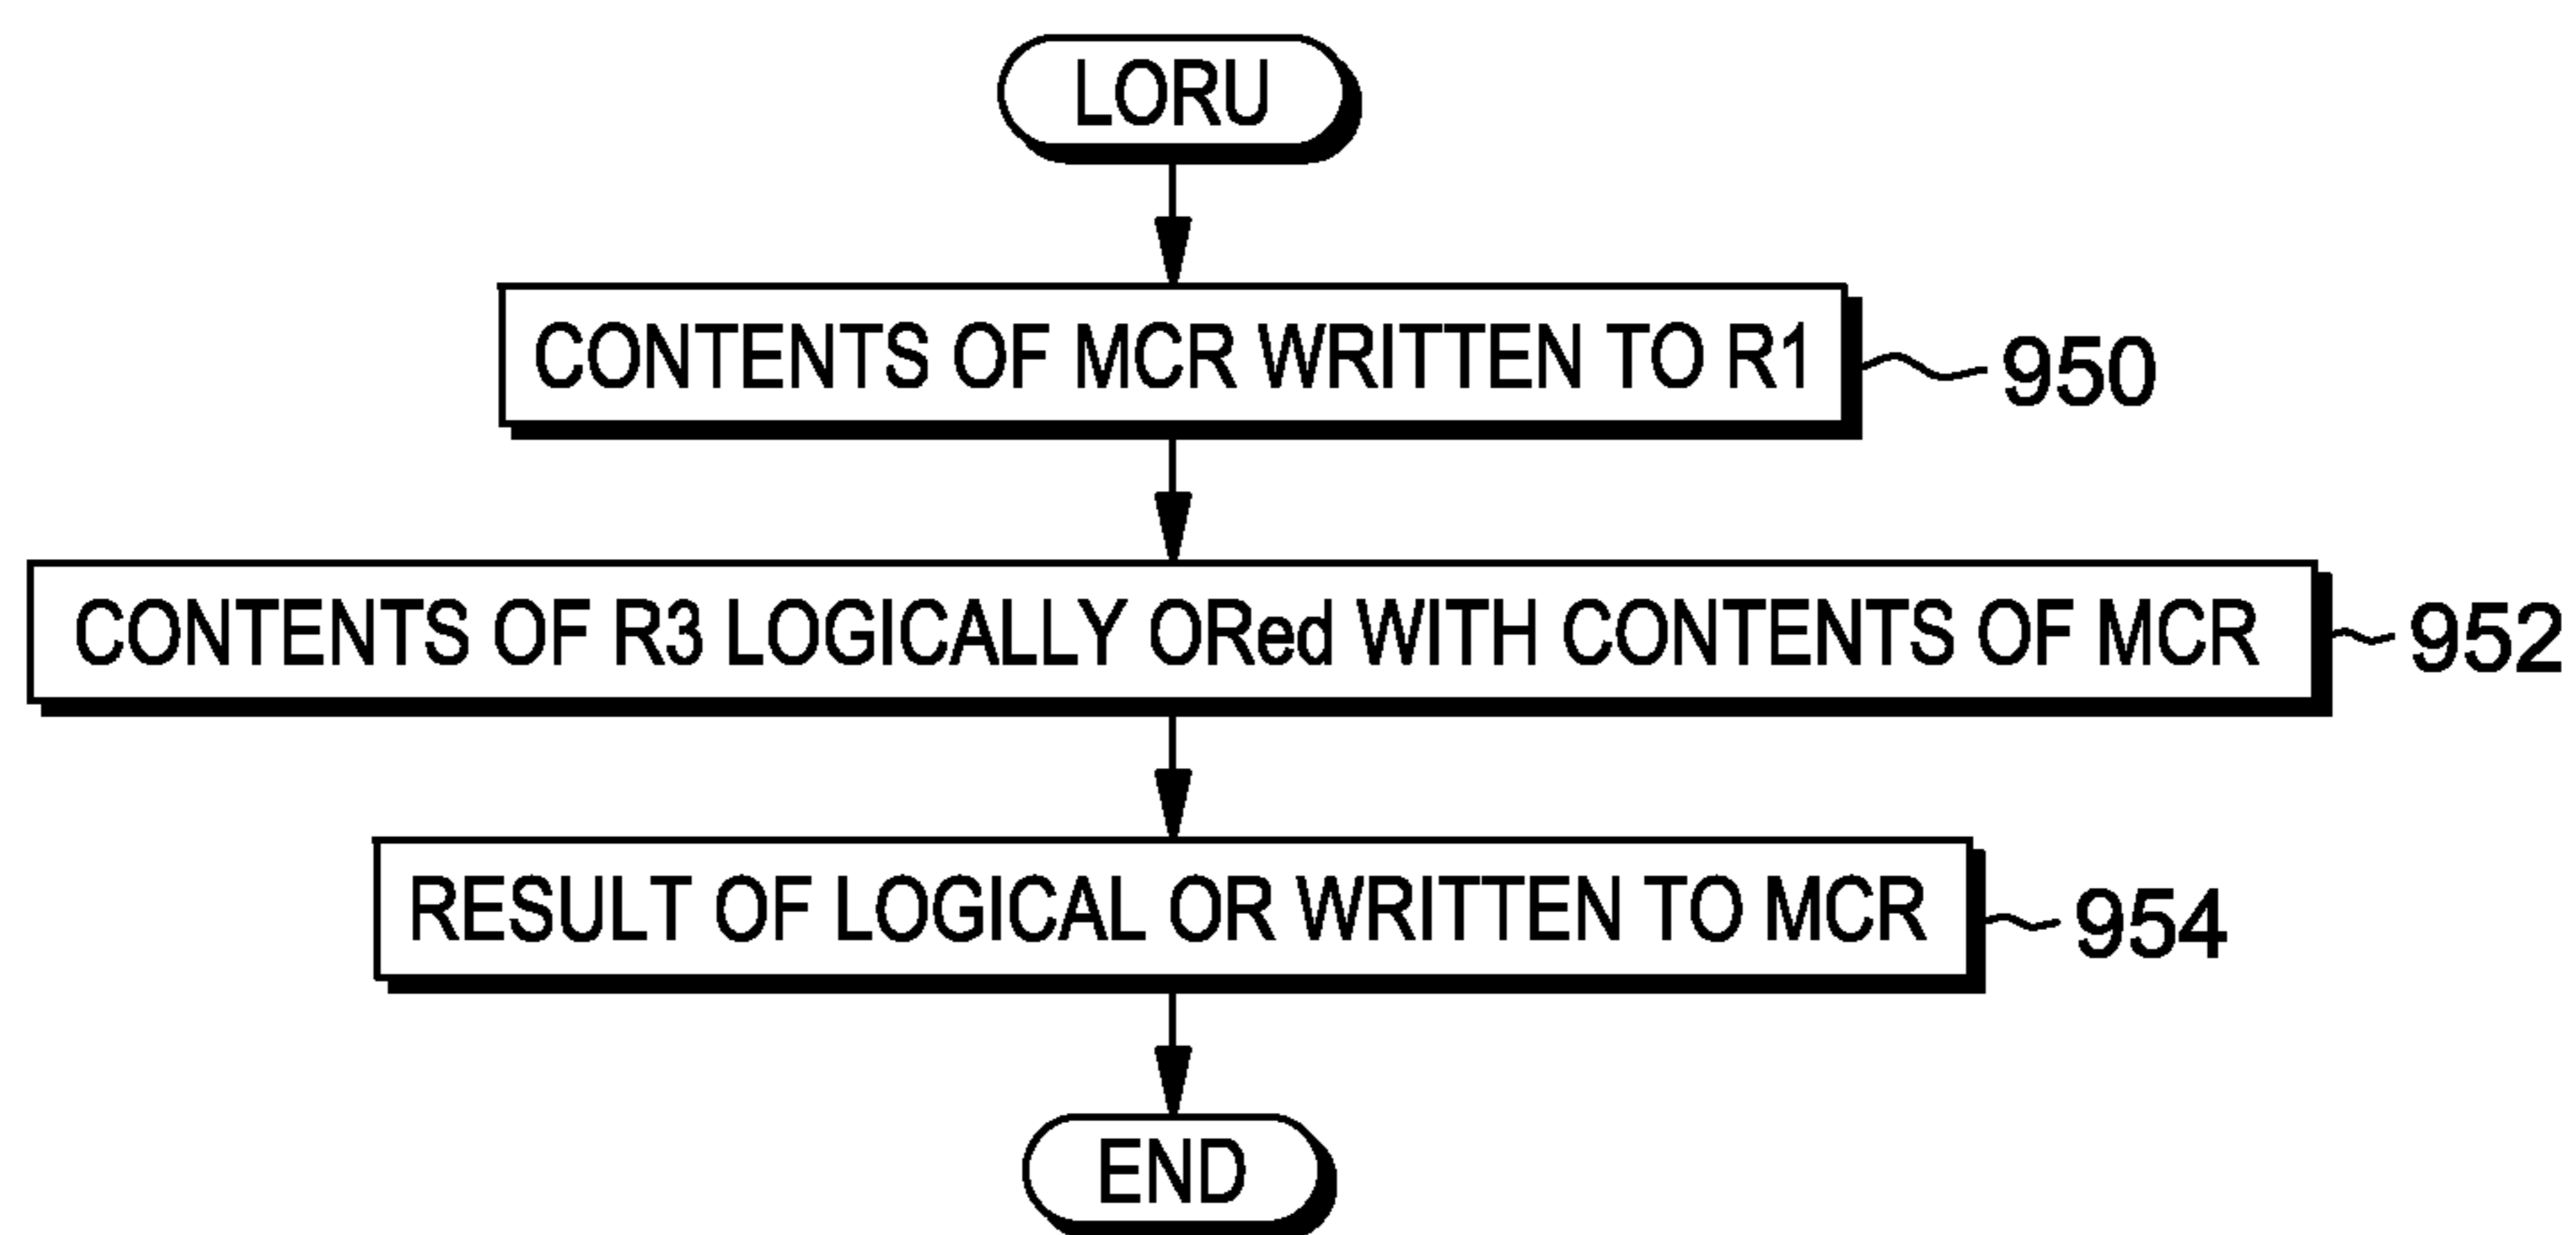 LORU
CONTENTS OF MCR WRITTEN TO R1
950
CONTENTS OF R3 LOGICALLY ORed WITH CONTENTS OF MCR
952
RESULT OF LOGICAL OR WRITTEN TO MCR
954
END